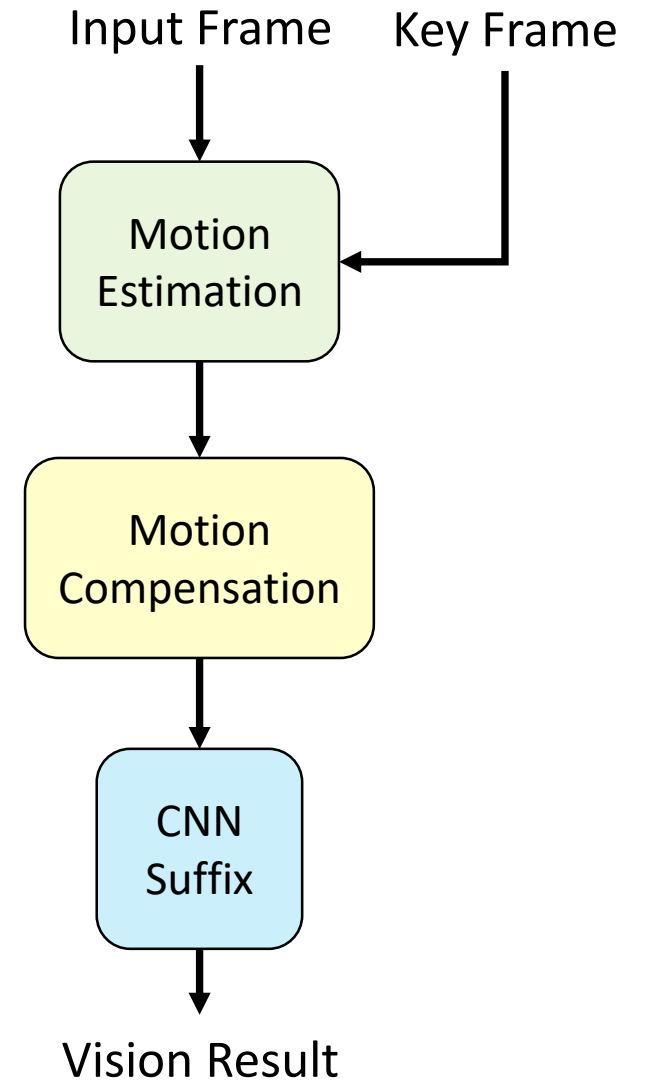 Input Frame
Key Frame
Motion
Estimation
Motion
Compensation
CNN
Suffix
Vision Result